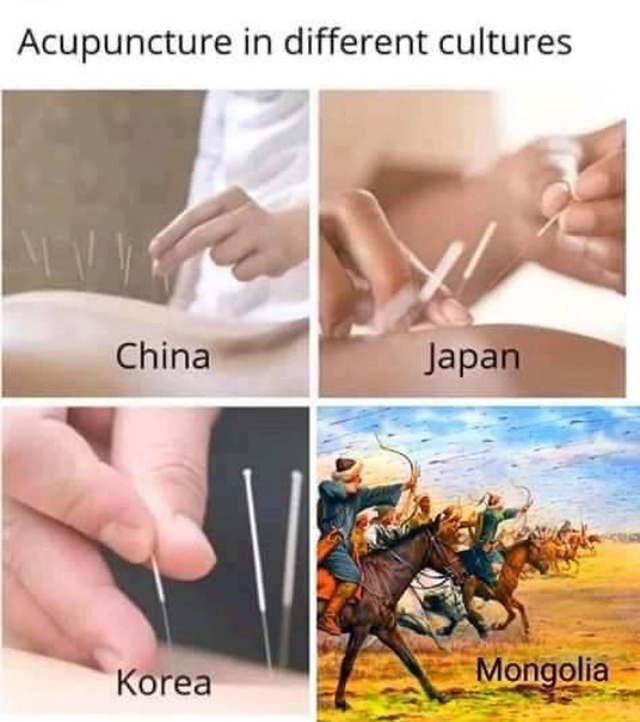 Acupuncture in different cultures
China
Japan
Korea
Mongolia